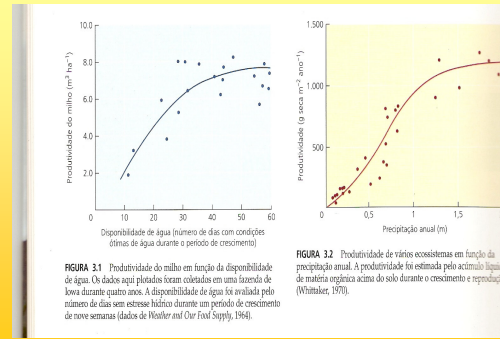 10.0
8.0
6.0
4.0
2.0
0
10
20
30
40
50
60
Produtividade do milho (m³ ha⁻¹)
Disponibilidade de água (número de dias com condições
ótimas de água durante o período de crescimento)
FIGURA 3.1 Produtividade do milho em função da disponibilidade
de água. Os dados aqui plotados foram coletados em uma fazenda de
Iowa durante quatro anos. A disponibilidade de água foi avaliada pelo
número de dias sem estresse hídrico durante um período de crescimento
de nove semanas (dados de Weather and Our Food Supply, 1964).
1.500
1.000
500
0
0,5
1
1,5
Produtividade (g seca m⁻² ano⁻¹)
Precipitação anual (m)
FIGURA 3.2 Produtividade de vários ecossistemas em função da
precipitação anual. A produtividade foi estimada pelo acúmulo líquido
de matéria orgânica acima do solo durante o crescimento e
(Whittaker, 1970).